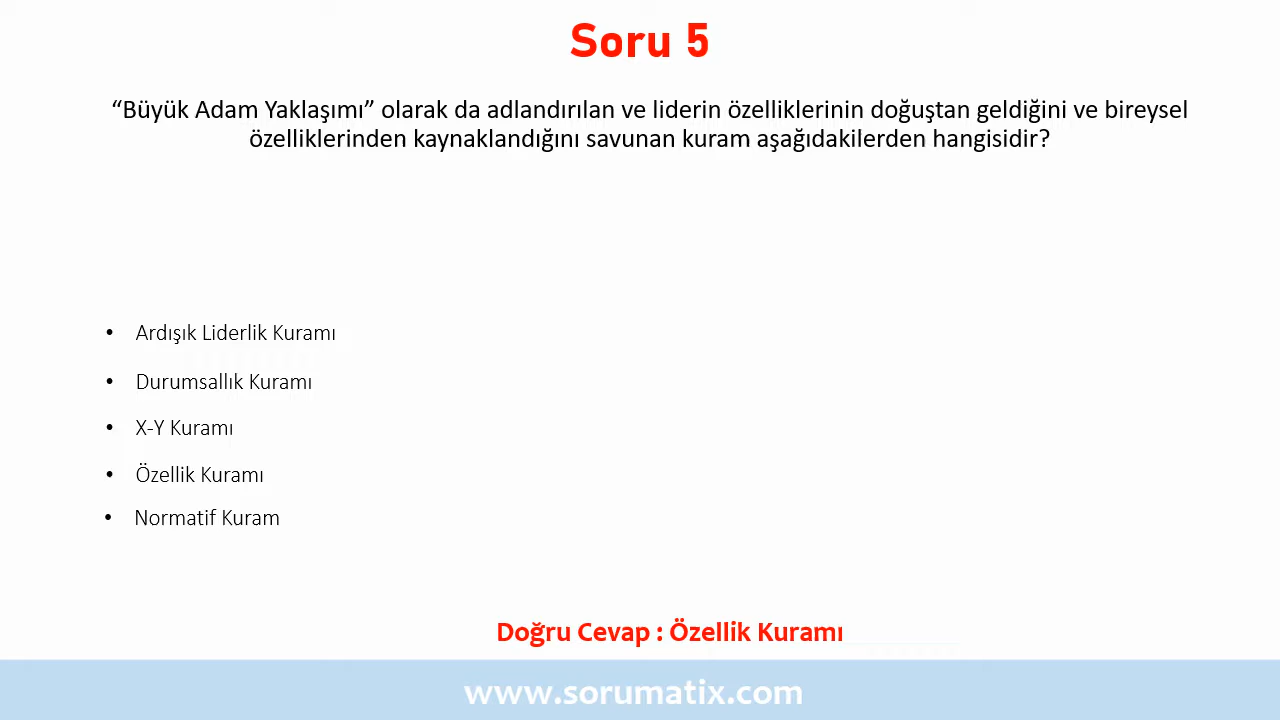 Soru 5
“Büyük Adam Yaklaşımı” olarak da adlandırılan ve liderin özelliklerinin doğuştan geldiğini ve bireysel
özelliklerinden kaynaklandığını savunan kuram aşağıdakilerden hangisidir?
• Ardışık Liderlik Kuramı
• Durumsallık Kuramı
• X-Y Kuramı
• Özellik Kuramı
• Normatif Kuram
Doğru Cevap : Özellik Kuramı
www.sorumatix.com